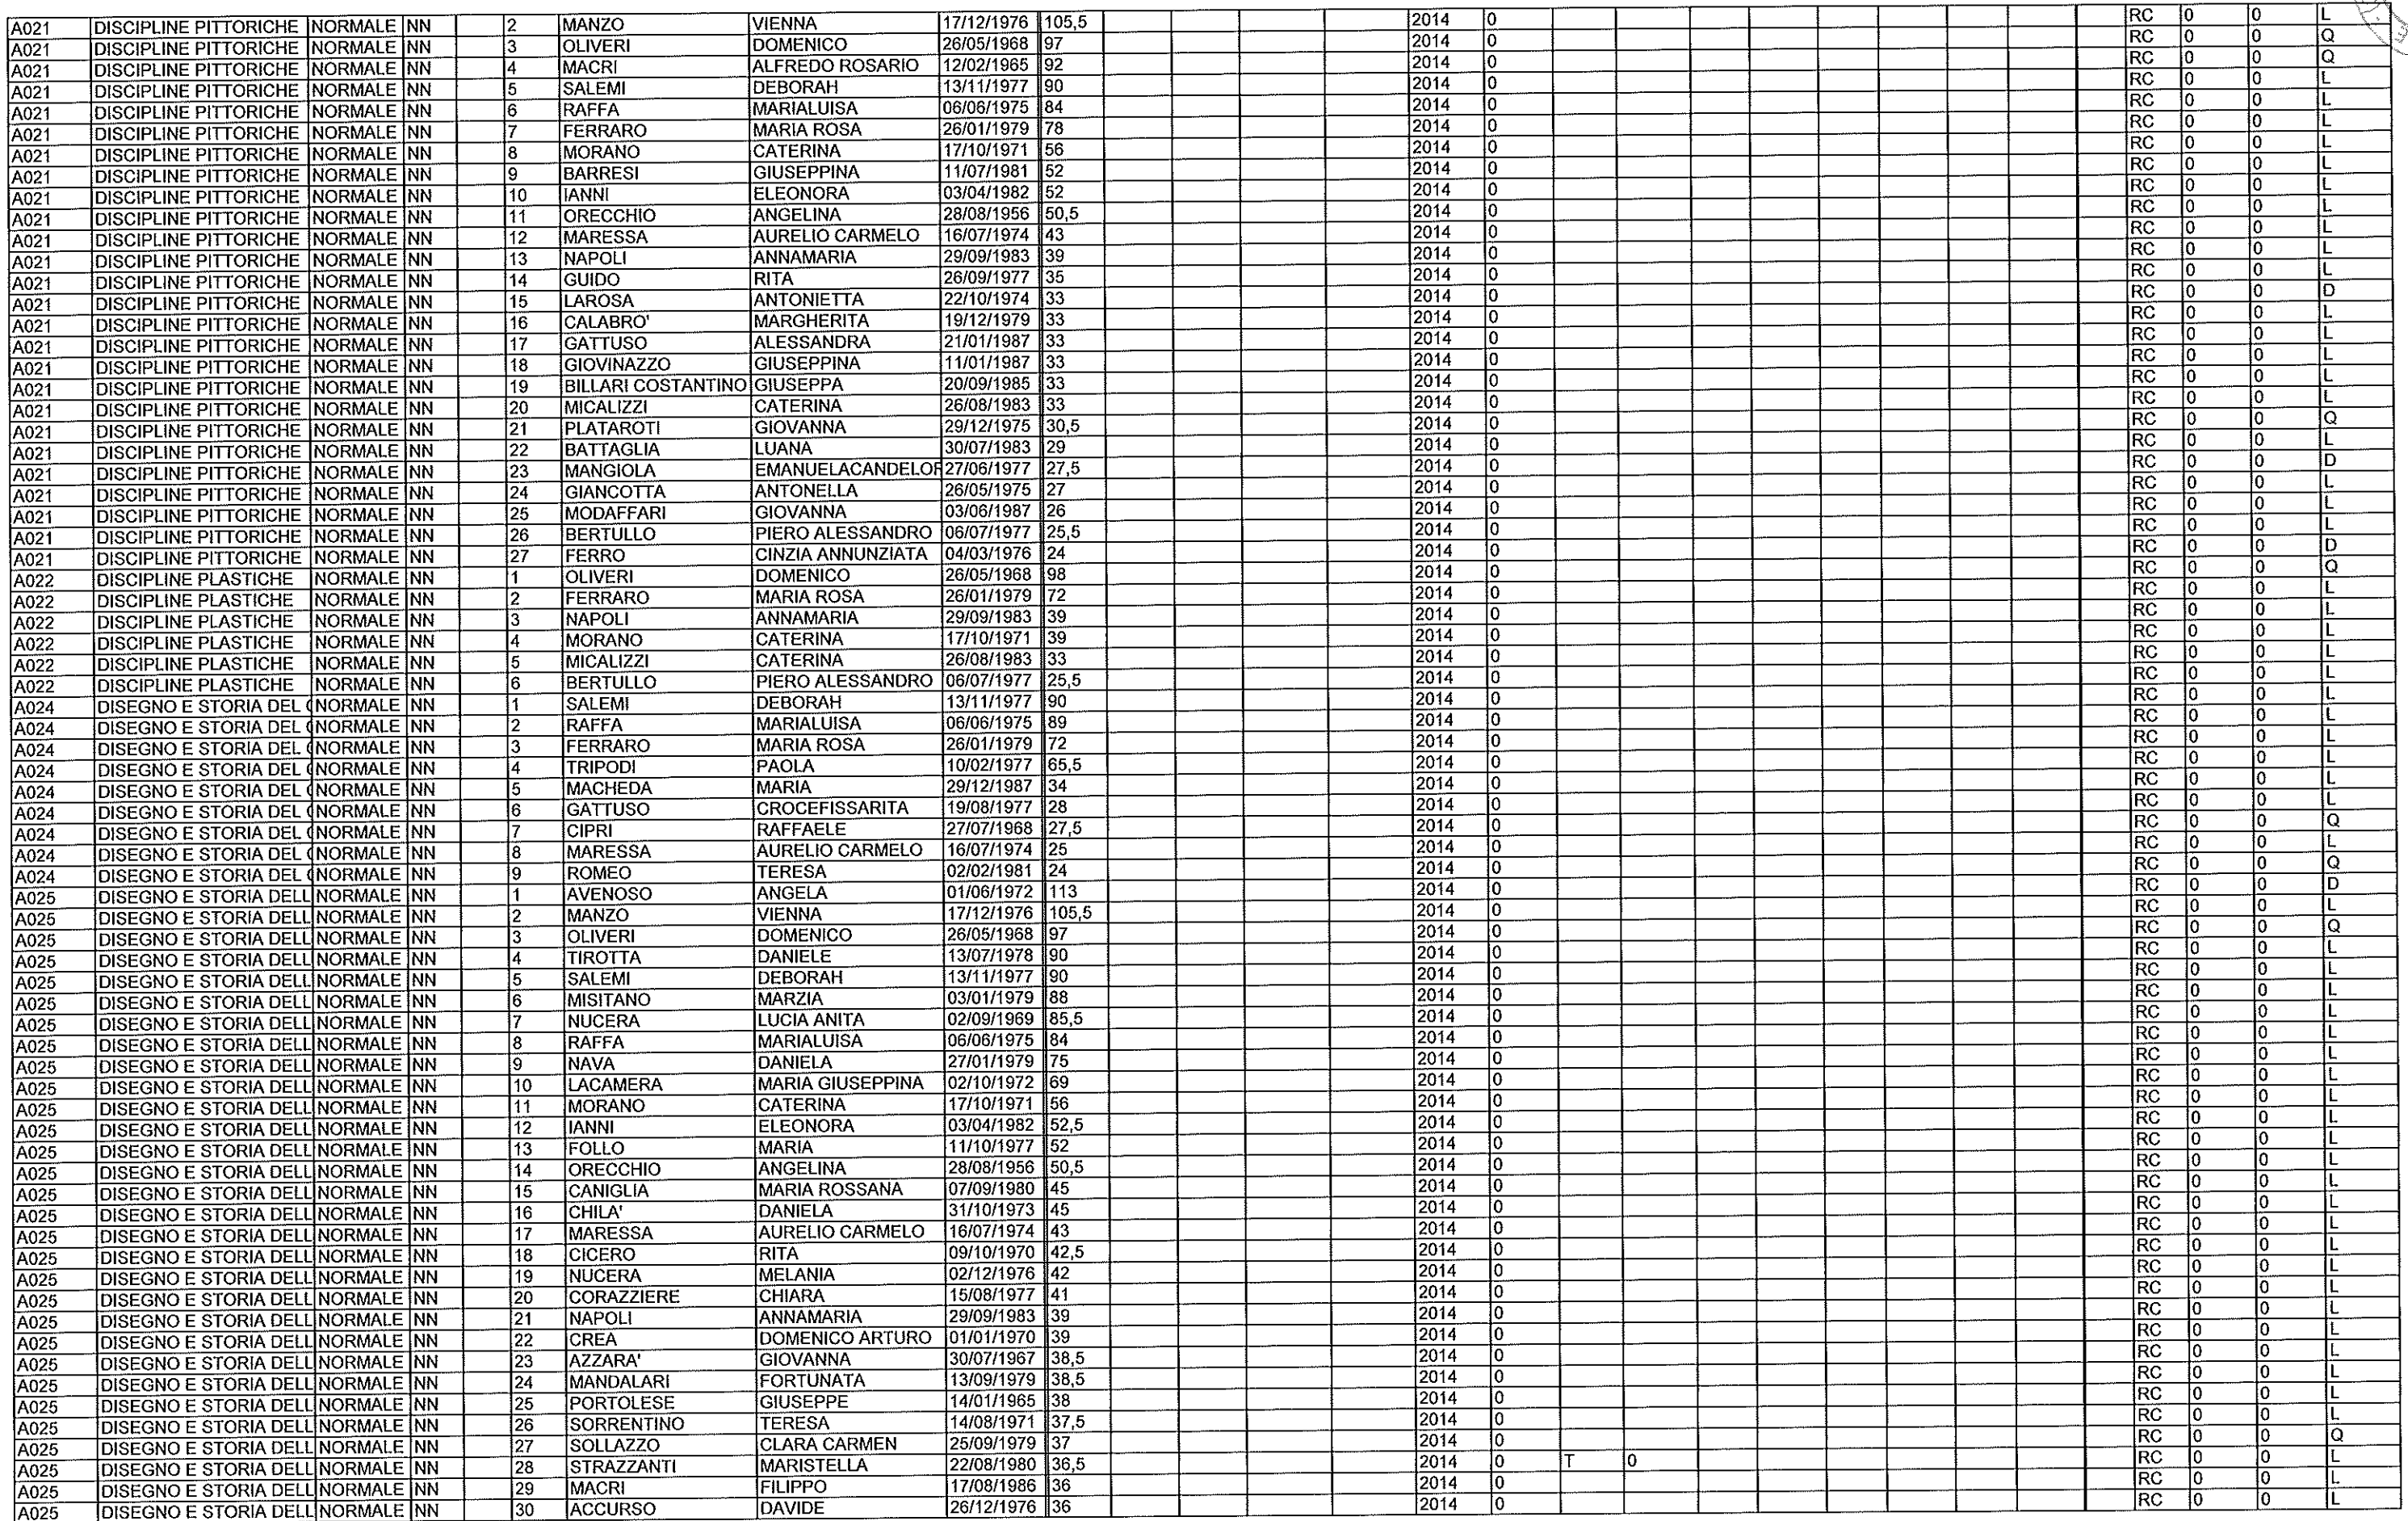 A021 DISCIPLINE PITTORICHE NORMALE NN 2 MANZO VIENNA 17/12/1976 105,5 2014 0 RC 0 0 L
A021 DISCIPLINE PITTORICHE NORMALE NN 3 OLIVERI DOMENICO 26/05/1968 97 2014 0 RC 0 0 Q
A021 DISCIPLINE PITTORICHE NORMALE NN 4 MACRI ALFREDO ROSARIO 12/02/1965 92 2014 0 RC 0 0 Q
A021 DISCIPLINE PITTORICHE NORMALE NN 5 SALEMI DEBORAH 13/11/1977 90 2014 0 RC 0 0 L
A021 DISCIPLINE PITTORICHE NORMALE NN 6 RAFFA MARIALUISA 06/06/1975 84 2014 0 RC 0 0 L
A021 DISCIPLINE PITTORICHE NORMALE NN 7 FERRARO MARIA ROSA 26/01/1979 78 2014 0 RC 0 0 L
A021 DISCIPLINE PITTORICHE NORMALE NN 8 MORANO CATERINA 17/10/1971 56 2014 0 RC 0 0 L
A021 DISCIPLINE PITTORICHE NORMALE NN 9 BARRESI GIUSEPPINA 11/07/1981 52 2014 0 RC 0 0 L
A021 DISCIPLINE PITTORICHE NORMALE NN 10 IANNI ELEONORA 03/04/1982 52 2014 0 RC 0 0 L
A021 DISCIPLINE PITTORICHE NORMALE NN 11 ORECCHIO ANGELINA 28/08/1956 50,5 2014 0 RC 0 0 L
A021 DISCIPLINE PITTORICHE NORMALE NN 12 MARESSA AURELIO CARMELO 16/07/1974 43 2014 0 RC 0 0 L
A021 DISCIPLINE PITTORICHE NORMALE NN 13 NAPOLI ANNAMARIA 29/09/1983 39 2014 0 RC 0 0 L
A021 DISCIPLINE PITTORICHE NORMALE NN 14 GUIDO RITA 26/09/1977 35 2014 0 RC 0 0 L
A021 DISCIPLINE PITTORICHE NORMALE NN 15 LAROSA ANTONIETTA 22/10/1974 33 2014 0 RC 0 0 D
A021 DISCIPLINE PITTORICHE NORMALE NN 16 CALABRO' MARGHERITA 19/12/1979 33 2014 0 RC 0 0 L
A021 DISCIPLINE PITTORICHE NORMALE NN 17 GATTUSO ALESSANDRA 21/01/1987 33 2014 0 RC 0 0 L
A021 DISCIPLINE PITTORICHE NORMALE NN 18 GIOVINAZZO GIUSEPPINA 11/01/1987 33 2014 0 RC 0 0 L
A021 DISCIPLINE PITTORICHE NORMALE NN 19 BILLARI COSTANTINO GIUSEPPA 20/09/1985 33 2014 0 RC 0 0 L
A021 DISCIPLINE PITTORICHE NORMALE NN 20 MICALIZZI CATERINA 26/08/1983 33 2014 0 RC 0 0 L
A021 DISCIPLINE PITTORICHE NORMALE NN 21 PLATAROTI GIOVANNA 29/12/1975 30,5 2014 0 RC 0 0 Q
A021 DISCIPLINE PITTORICHE NORMALE NN 22 BATTAGLIA LUANA 30/07/1983 29 2014 0 RC 0 0 L
A021 DISCIPLINE PITTORICHE NORMALE NN 23 MANGIOLA EMANUELACANDELOR 27/06/1977 27,5 2014 0 RC 0 0 D
A021 DISCIPLINE PITTORICHE NORMALE NN 24 GIANCOTTA ANTONELLA 26/05/1975 27 2014 0 RC 0 0 L
A021 DISCIPLINE PITTORICHE NORMALE NN 25 MODAFFARI GIOVANNA 03/06/1987 26 2014 0 RC 0 0 L
A021 DISCIPLINE PITTORICHE NORMALE NN 26 BERTULLO PIERO ALESSANDRO 06/07/1977 25,5 2014 0 RC 0 0 L
A021 DISCIPLINE PITTORICHE NORMALE NN 27 FERRO CINZIA ANNUNZIATA 04/03/1976 24 2014 0 RC 0 0 D
A022 DISCIPLINE PLASTICHE NORMALE NN 1 OLIVERI DOMENICO 26/05/1968 98 2014 0 RC 0 0 Q
A022 DISCIPLINE PLASTICHE NORMALE NN 2 FERRARO MARIA ROSA 26/01/1979 72 2014 0 RC 0 0 L
A022 DISCIPLINE PLASTICHE NORMALE NN 3 NAPOLI ANNAMARIA 29/09/1983 39 2014 0 RC 0 0 L
A022 DISCIPLINE PLASTICHE NORMALE NN 4 MORANO CATERINA 17/10/1971 39 2014 0 RC 0 0 L
A022 DISCIPLINE PLASTICHE NORMALE NN 5 MICALIZZI CATERINA 26/08/1983 33 2014 0 RC 0 0 L
A022 DISCIPLINE PLASTICHE NORMALE NN 6 BERTULLO PIERO ALESSANDRO 06/07/1977 25,5 2014 0 RC 0 0 L
A024 DISEGNO E STORIA DEL NORMALE NN 1 SALEMI DEBORAH 13/11/1977 90 2014 0 RC 0 0 L
A024 DISEGNO E STORIA DEL NORMALE NN 2 RAFFA MARIALUISA 06/06/1975 89 2014 0 RC 0 0 L
A024 DISEGNO E STORIA DEL NORMALE NN 3 FERRARO MARIA ROSA 26/01/1979 72 2014 0 RC 0 0 L
A024 DISEGNO E STORIA DEL NORMALE NN 4 TRIPODI PAOLA 10/02/1977 65,5 2014 0 RC 0 0 L
A024 DISEGNO E STORIA DEL NORMALE NN 5 MACHEDA MARIA 29/12/1987 34 2014 0 RC 0 0 L
A024 DISEGNO E STORIA DEL NORMALE NN 6 GATTUSO CROCEFISSARITA 19/08/1977 28 2014 0 RC 0 0 L
A024 DISEGNO E STORIA DEL NORMALE NN 7 CIPRI RAFFAELE 27/07/1968 27,5 2014 0 RC 0 0 Q
A024 DISEGNO E STORIA DEL NORMALE NN 8 MARESSA AURELIO CARMELO 16/07/1974 25 2014 0 RC 0 0 L
A024 DISEGNO E STORIA DEL NORMALE NN 9 ROMEO TERESA 02/02/1981 24 2014 0 RC 0 0 Q
A025 DISEGNO E STORIA DELL NORMALE NN 1 AVENOSO ANGELA 01/06/1972 113 2014 0 RC 0 0 D
A025 DISEGNO E STORIA DELL NORMALE NN 2 MANZO VIENNA 17/12/1976 105,5 2014 0 RC 0 0 L
A025 DISEGNO E STORIA DELL NORMALE NN 3 OLIVERI DOMENICO 26/05/1968 97 2014 0 RC 0 0 Q
A025 DISEGNO E STORIA DELL NORMALE NN 4 TIROTTA DANIELE 13/07/1978 90 2014 0 RC 0 0 L
A025 DISEGNO E STORIA DELL NORMALE NN 5 SALEMI DEBORAH 13/11/1977 90 2014 0 RC 0 0 L
A025 DISEGNO E STORIA DELL NORMALE NN 6 MISITANO MARZIA 03/01/1979 88 2014 0 RC 0 0 L
A025 DISEGNO E STORIA DELL NORMALE NN 7 NUCERA LUCIA ANITA 02/09/1969 85,5 2014 0 RC 0 0 L
A025 DISEGNO E STORIA DELL NORMALE NN 8 RAFFA MARIALUISA 06/06/1975 84 2014 0 RC 0 0 L
A025 DISEGNO E STORIA DELL NORMALE NN 9 NAVA DANIELA 27/01/1979 75 2014 0 RC 0 0 L
A025 DISEGNO E STORIA DELL NORMALE NN 10 LACAMERA MARIA GIUSEPPINA 02/10/1972 69 2014 0 RC 0 0 L
A025 DISEGNO E STORIA DELL NORMALE NN 11 MORANO CATERINA 17/10/1971 56 2014 0 RC 0 0 L
A025 DISEGNO E STORIA DELL NORMALE NN 12 IANNI ELEONORA 03/04/1982 52,5 2014 0 RC 0 0 L
A025 DISEGNO E STORIA DELL NORMALE NN 13 FOLLO MARIA 11/10/1977 52 2014 0 RC 0 0 L
A025 DISEGNO E STORIA DELL NORMALE NN 14 ORECCHIO ANGELINA 28/08/1956 50,5 2014 0 RC 0 0 L
A025 DISEGNO E STORIA DELL NORMALE NN 15 CANIGLIA MARIA ROSSANA 07/09/1980 45 2014 0 RC 0 0 L
A025 DISEGNO E STORIA DELL NORMALE NN 16 CHILA' DANIELA 31/10/1973 45 2014 0 RC 0 0 L
A025 DISEGNO E STORIA DELL NORMALE NN 17 MARESSA AURELIO CARMELO 16/07/1974 43 2014 0 RC 0 0 L
A025 DISEGNO E STORIA DELL NORMALE NN 18 CICERO RITA 09/10/1970 42,5 2014 0 RC 0 0 L
A025 DISEGNO E STORIA DELL NORMALE NN 19 NUCERA MELANIA 02/12/1976 42 2014 0 RC 0 0 L
A025 DISEGNO E STORIA DELL NORMALE NN 20 CORAZZIERE CHIARA 15/08/1977 41 2014 0 RC 0 0 L
A025 DISEGNO E STORIA DELL NORMALE NN 21 NAPOLI ANNAMARIA 29/09/1983 39 2014 0 RC 0 0 L
A025 DISEGNO E STORIA DELL NORMALE NN 22 CREA DOMENICO ARTURO 01/01/1970 39 2014 0 RC 0 0 L
A025 DISEGNO E STORIA DELL NORMALE NN 23 AZZARA' GIOVANNA 30/07/1967 38,5 2014 0 RC 0 0 L
A025 DISEGNO E STORIA DELL NORMALE NN 24 MANDALARI FORTUNATA 13/09/1979 38,5 2014 0 RC 0 0 L
A025 DISEGNO E STORIA DELL NORMALE NN 25 PORTOLESE GIUSEPPE 14/01/1965 38 2014 0 RC 0 0 L
A025 DISEGNO E STORIA DELL NORMALE NN 26 SORRENTINO TERESA 14/08/1971 37,5 2014 0 RC 0 0 L
A025 DISEGNO E STORIA DELL NORMALE NN 27 SOLLAZZO CLARA CARMEN 25/09/1979 37 2014 0 RC 0 0 Q
A025 DISEGNO E STORIA DELL NORMALE NN 28 STRAZZANTI MARISTELLA 22/08/1980 36,5 2014 0 T 0 RC 0 0 L
A025 DISEGNO E STORIA DELL NORMALE NN 29 MACRI FILIPPO 17/08/1986 36 2014 0 RC 0 0 L
A025 DISEGNO E STORIA DELL NORMALE NN 30 ACCURSO DAVIDE 26/12/1976 36 2014 0 RC 0 0 L